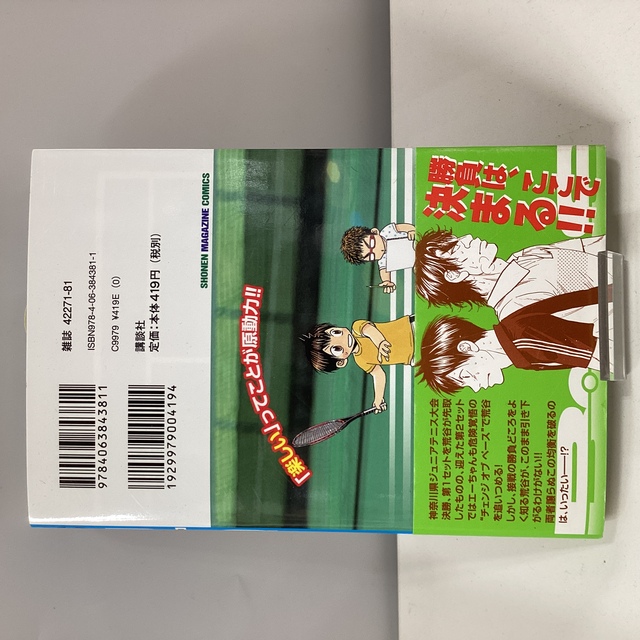 雑誌 42271-81
ISBN978-4-06-384381-1
C9979 ¥419E (0)
講談社
定価：本体419円（税別）
9784063843811
1929979004194
SHONEN MAGAZINE COMICS
「楽しい」ってことが原動力!!
勝負は、ここで
決まる!!
神奈川県ジュニアテニス大会
決勝、第1セットを荒谷が先取
したものの、迎えた第2セット
ではエーちゃんも危険覚悟の
“チェンジ オブ ペース”で荒谷
を追いつめる!
しかし、接戦の勝負どころをよ
く知る荒谷が、このまま引き下
がるわけがない!!
両者譲らぬこの均衡を破るの
は、いったい――!?